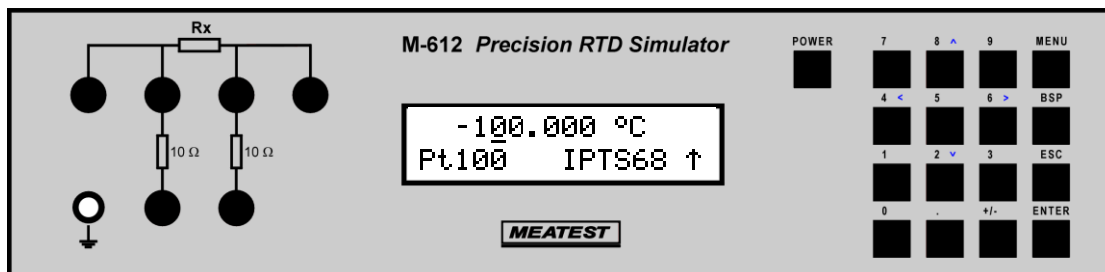 Rx
10 Ω
10 Ω
M-612 Precision RTD Simulator
-100.000 ºC
Pt100 IPTS68 ↑
MEATEST
POWER
7 8 ^ 9 MENU
4 < 5 6 > BSP
1 2 v 3 ESC
0 . +/- ENTER